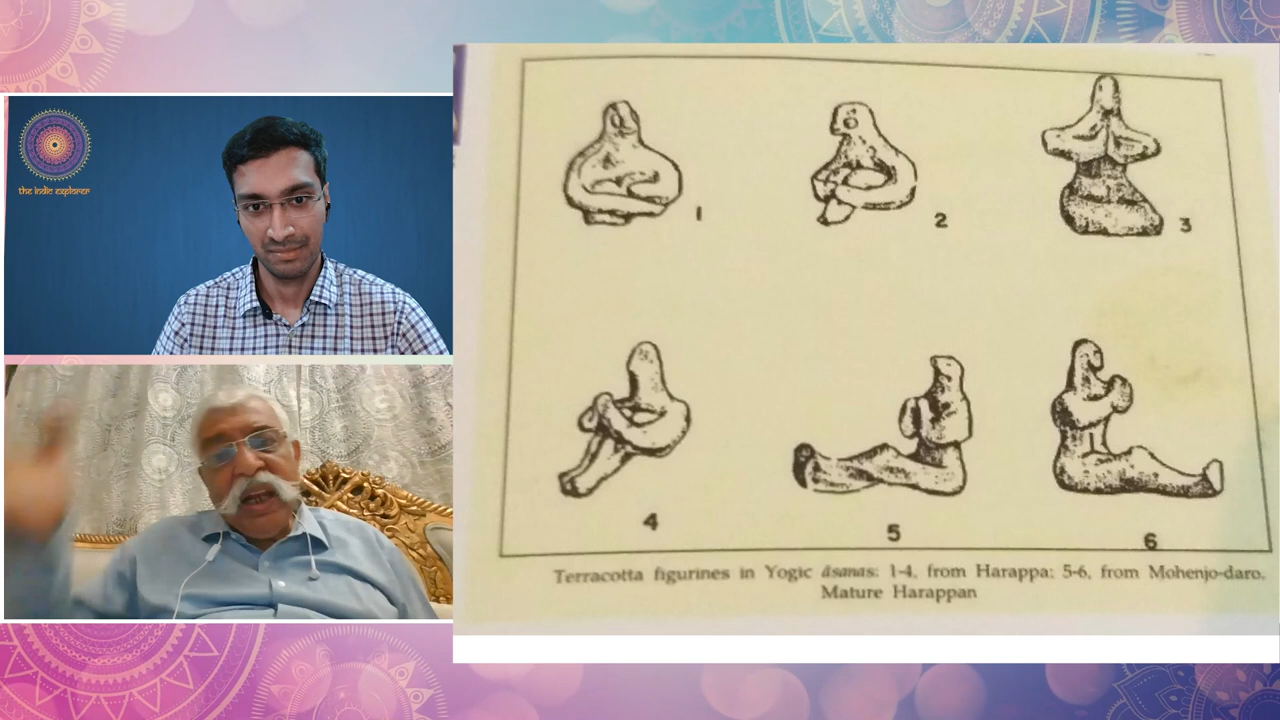 the indic explorer
1
2
3
4
5
6
Terracotta figurines in Yogic āsanas: 1-4, from Harappa; 5-6, from Mohenjo-daro,
Mature Harappan